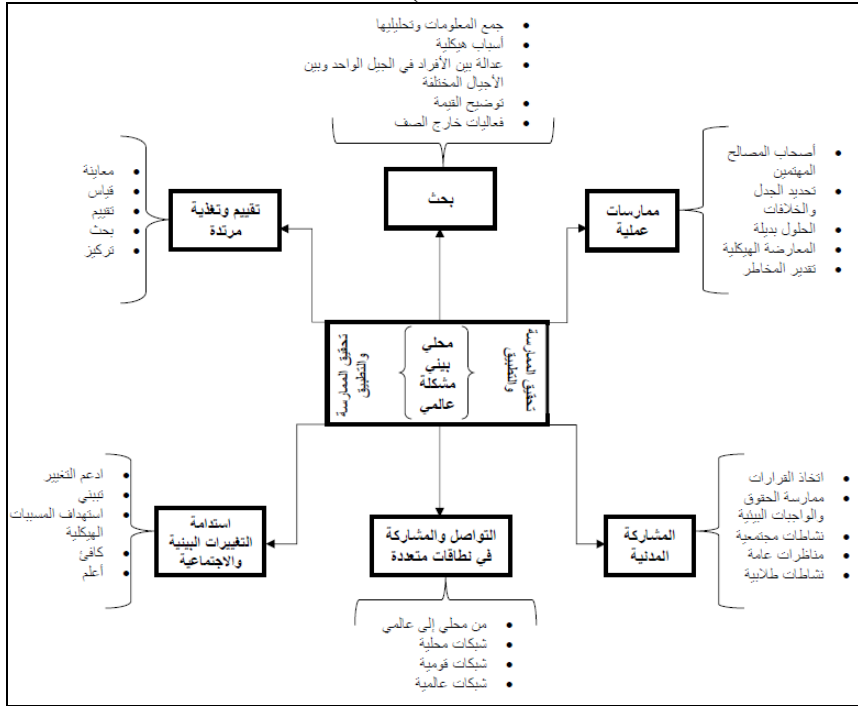 جمع المعلومات وتحليلها
أسباب هيكلية
عدالة بين الأفراد في الجيل الواحد وبين
الأجيال المختلفة
توضيح القيمة
فعاليات خارج الصف
بحث
أصحاب المصالح
المهتمين
تحديد الجدل
والخلافات
الحلول بديلة
المعارضة الهيكلية
تقدير المخاطر
ممارسات
عملية
تقييم وتغذية
مرتدة
معاينة
قياس
تقييم
بحث
تركيز
تحقيق الممارسة
والتطبيق
محلي
بيئي
مشكلة
عالمي
تحقيق الممارسة
والتطبيق
المشاركة
المدنية
اتخاذ القرارات
ممارسة الحقوق
والواجبات البيئية
نشاطات مجتمعية
مناظرات عامة
نشاطات طلابية
التواصل والمشاركة
في نطاقات متعددة
من محلي إلى عالمي
شبكات محلية
شبكات قومية
شبكات عالمية
استدامة
التغييرات البيئية
والاجتماعية
ادعم التغيير
استهداف المسببات
الهيكلية
كافئ
أعلم